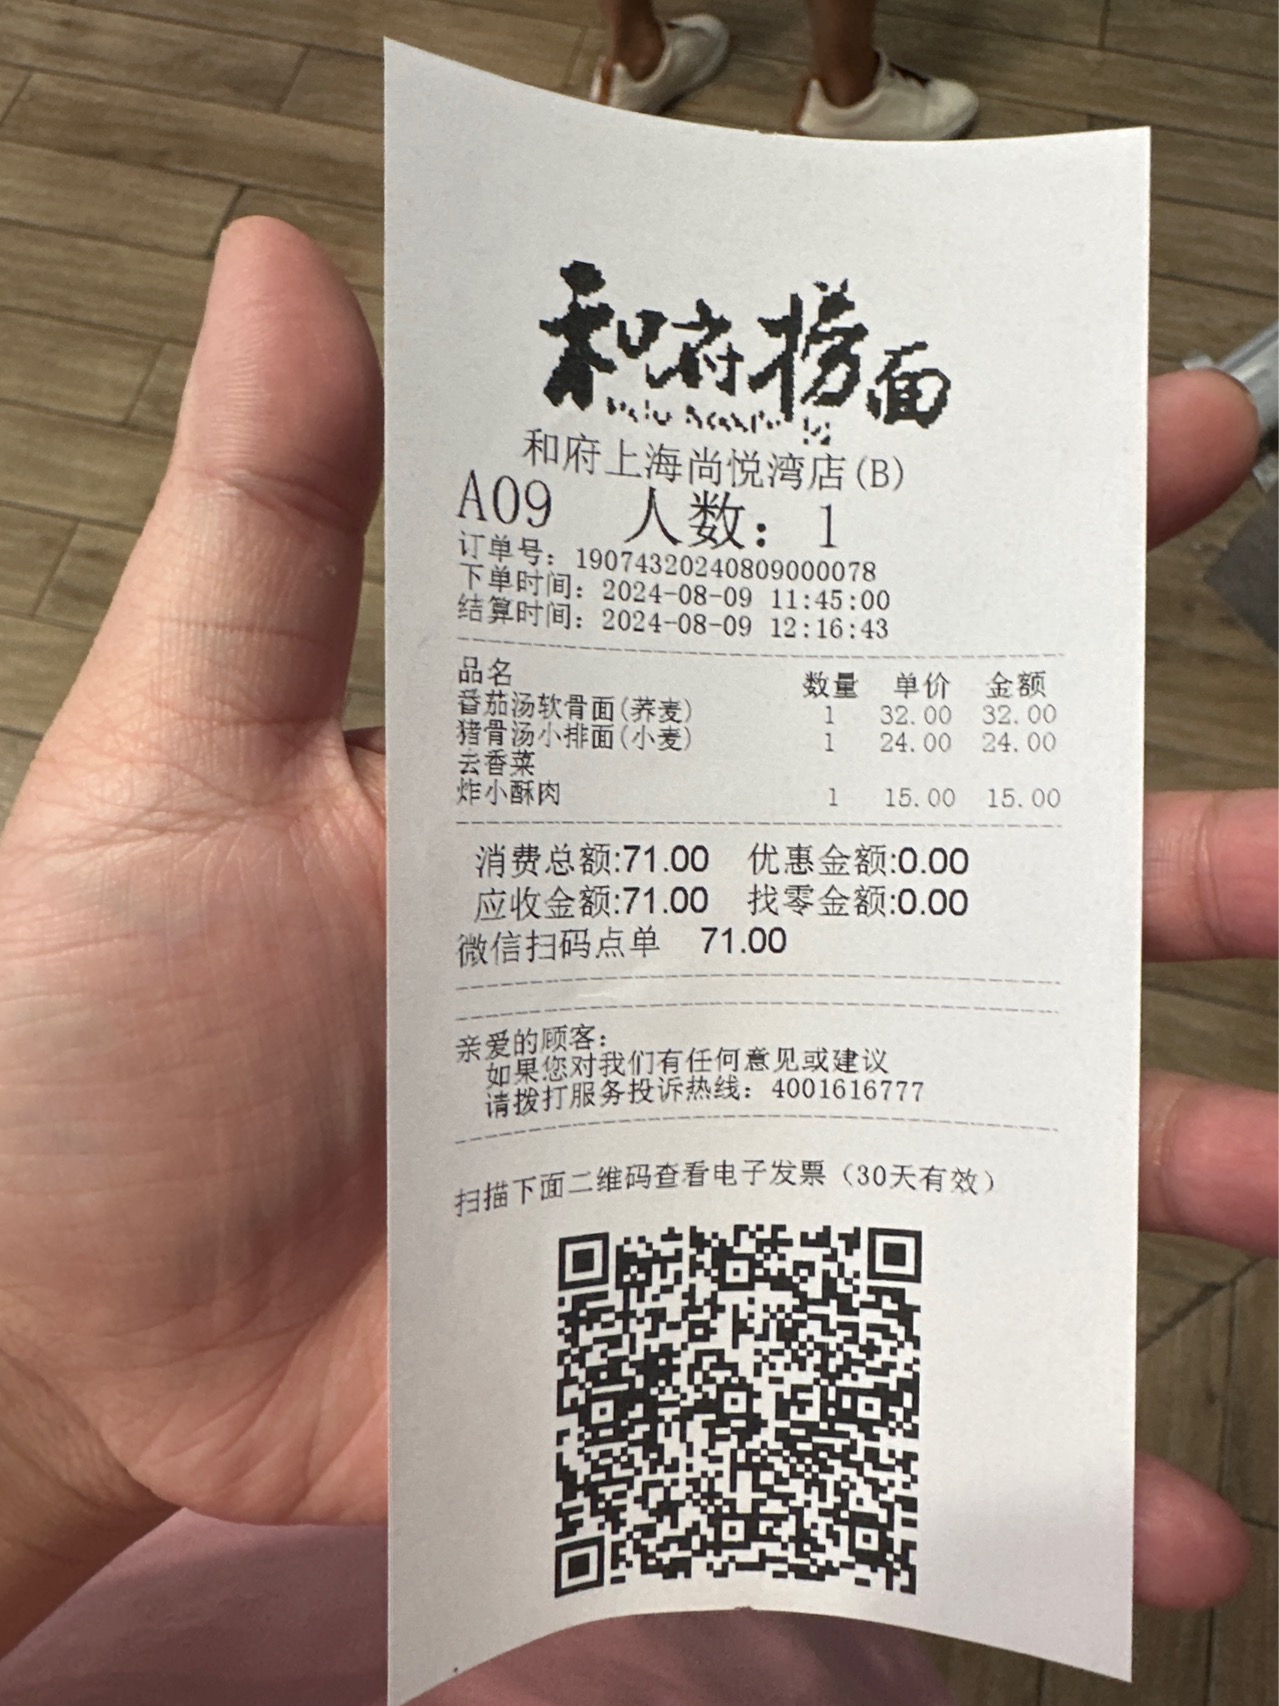 和府捞面
和府上海尚悦湾店(B)
A09 人数：1
订单号：19074320240809000078
下单时间：2024-08-09 11:45:00
结算时间：2024-08-09 12:16:43
品名 数量 单价 金额
番茄汤软骨面(荞麦) 1 32.00 32.00
猪骨汤小排面(小麦) 1 24.00 24.00
去香菜
炸小酥肉 1 15.00 15.00
消费总额:71.00 优惠金额:0.00
应收金额:71.00 找零金额:0.00
微信扫码点单 71.00
亲爱的顾客：
如果您对我们有任何意见或建议
请拨打服务投诉热线：4001616777
扫描下面二维码查看电子发票（30天有效）